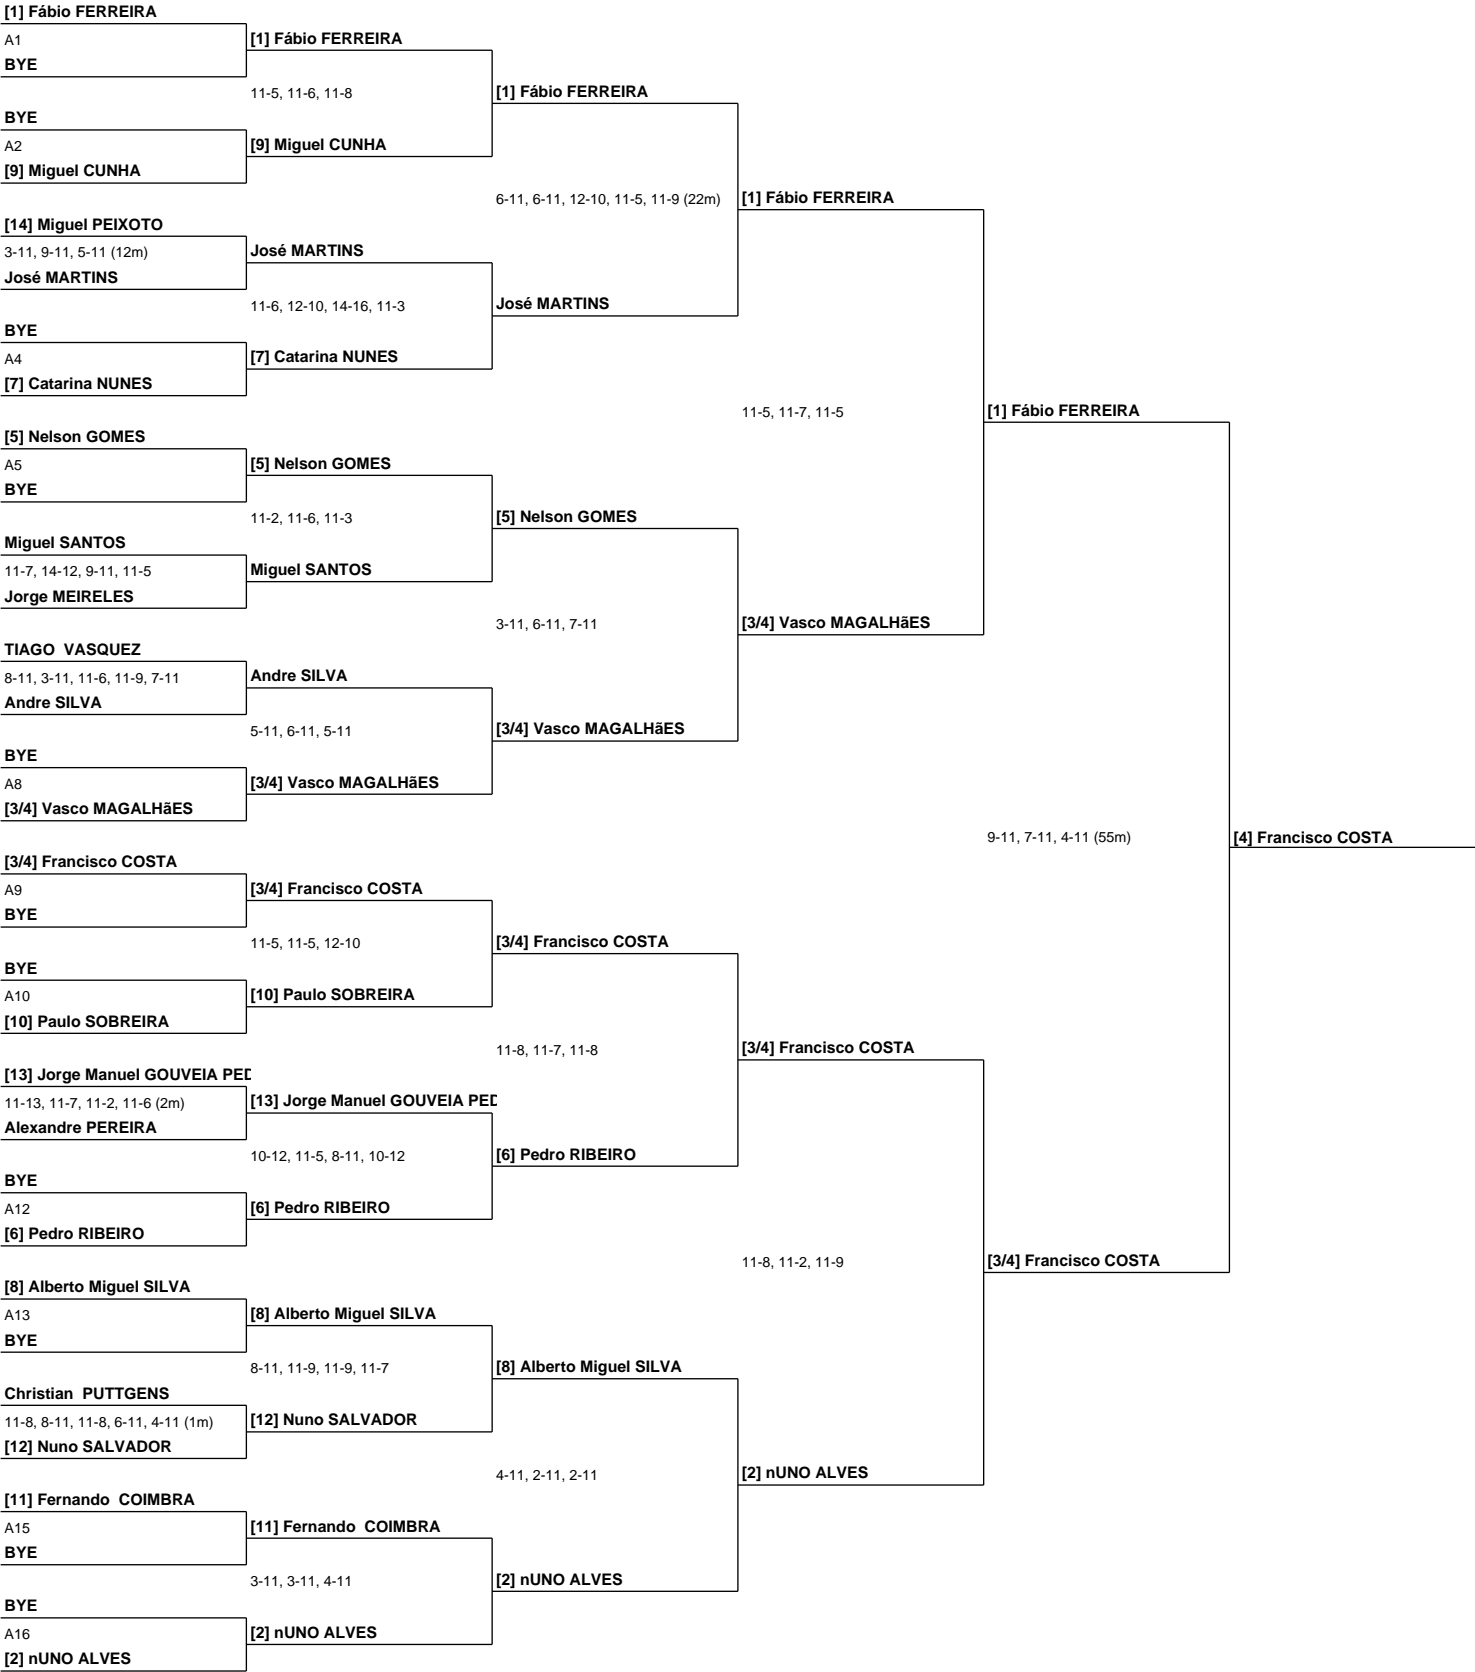 [1] Fábio FERREIRA
A1
BYE
BYE
A2
[9] Miguel CUNHA
[14] Miguel PEIXOTO
3-11, 9-11, 5-11 (12m)
José MARTINS
BYE
A4
[7] Catarina NUNES
[5] Nelson GOMES
A5
BYE
Miguel SANTOS
11-7, 14-12, 9-11, 11-5
Jorge MEIRELES
TIAGO  VASQUEZ
8-11, 3-11, 11-6, 11-9, 7-11
Andre SILVA
BYE
A8
[3/4] Vasco MAGALHãES
[3/4] Francisco COSTA
A9
BYE
BYE
A10
[10] Paulo SOBREIRA
[13] Jorge Manuel GOUVEIA PED
11-13, 11-7, 11-2, 11-6 (2m)
Alexandre PEREIRA
BYE
A12
[6] Pedro RIBEIRO
[8] Alberto Miguel SILVA
A13
BYE
Christian  PUTTGENS
11-8, 8-11, 11-8, 6-11, 4-11 (1m)
[12] Nuno SALVADOR
[11] Fernando  COIMBRA
A15
BYE
BYE
A16
[2] nUNO ALVES
[1] Fábio FERREIRA
11-5, 11-6, 11-8
[9] Miguel CUNHA
José MARTINS
11-6, 12-10, 14-16, 11-3
[7] Catarina NUNES
[5] Nelson GOMES
11-2, 11-6, 11-3
Miguel SANTOS
Andre SILVA
5-11, 6-11, 5-11
[3/4] Vasco MAGALHãES
[3/4] Francisco COSTA
11-5, 11-5, 12-10
[10] Paulo SOBREIRA
[13] Jorge Manuel GOUVEIA PED
10-12, 11-5, 8-11, 10-12
[6] Pedro RIBEIRO
[8] Alberto Miguel SILVA
8-11, 11-9, 11-9, 11-7
[12] Nuno SALVADOR
[11] Fernando  COIMBRA
3-11, 3-11, 4-11
[2] nUNO ALVES
[1] Fábio FERREIRA
6-11, 6-11, 12-10, 11-5, 11-9 (22m)
José MARTINS
[5] Nelson GOMES
3-11, 6-11, 7-11
[3/4] Vasco MAGALHãES
[3/4] Francisco COSTA
11-8, 11-7, 11-8
[6] Pedro RIBEIRO
[8] Alberto Miguel SILVA
4-11, 2-11, 2-11
[2] nUNO ALVES
[1] Fábio FERREIRA
11-5, 11-7, 11-5
[3/4] Vasco MAGALHãES
[3/4] Francisco COSTA
11-8, 11-2, 11-9
[2] nUNO ALVES
[1] Fábio FERREIRA
9-11, 7-11, 4-11 (55m)
[3/4] Francisco COSTA
[4] Francisco COSTA